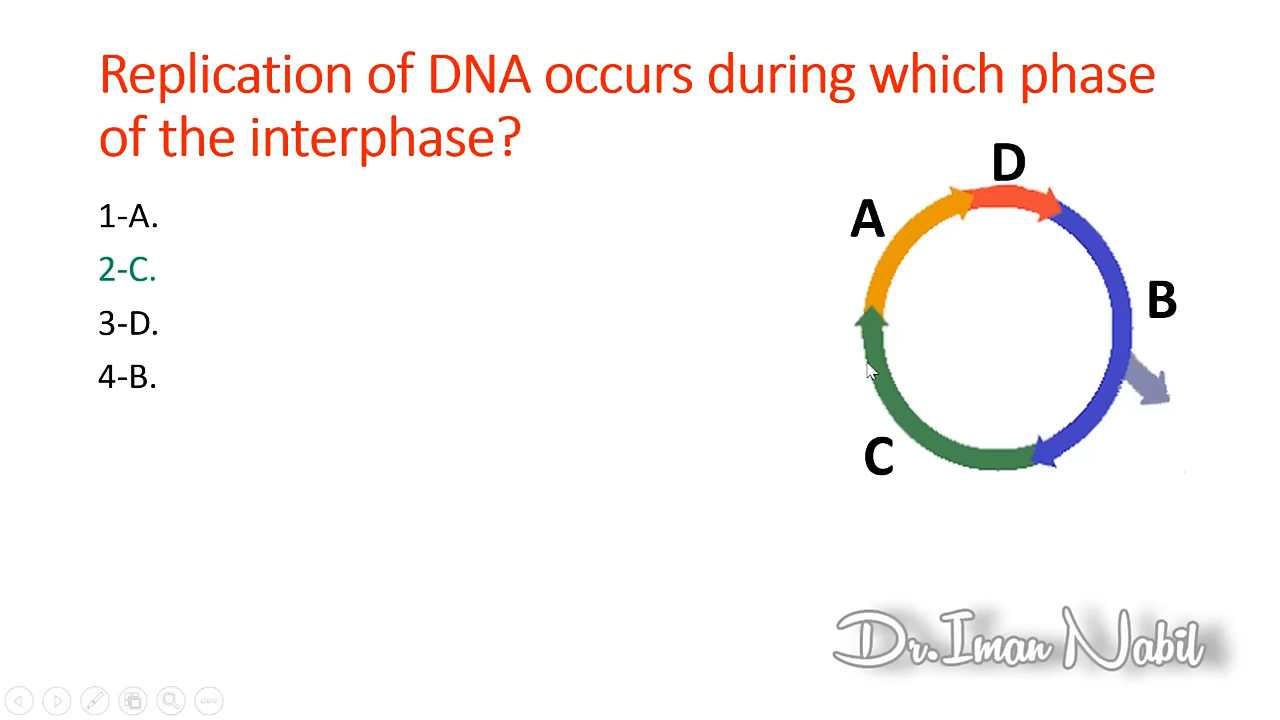 Replication of DNA occurs during which phase
of the interphase?
1-A.
2-C.
3-D.
4-B.
D
A
B
C
Dr.Iman Nabil